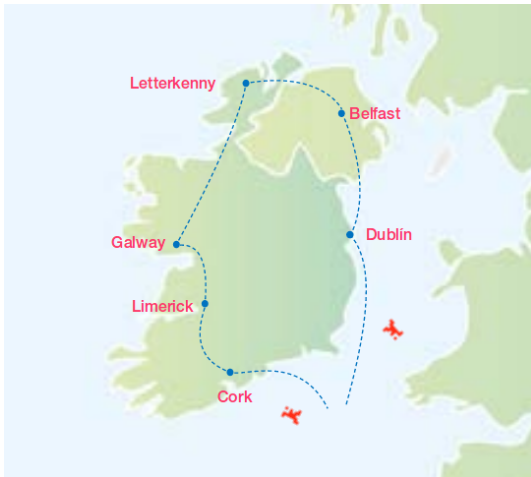 Letterkenny
Belfast
Galway
Dublín
Limerick
Cork